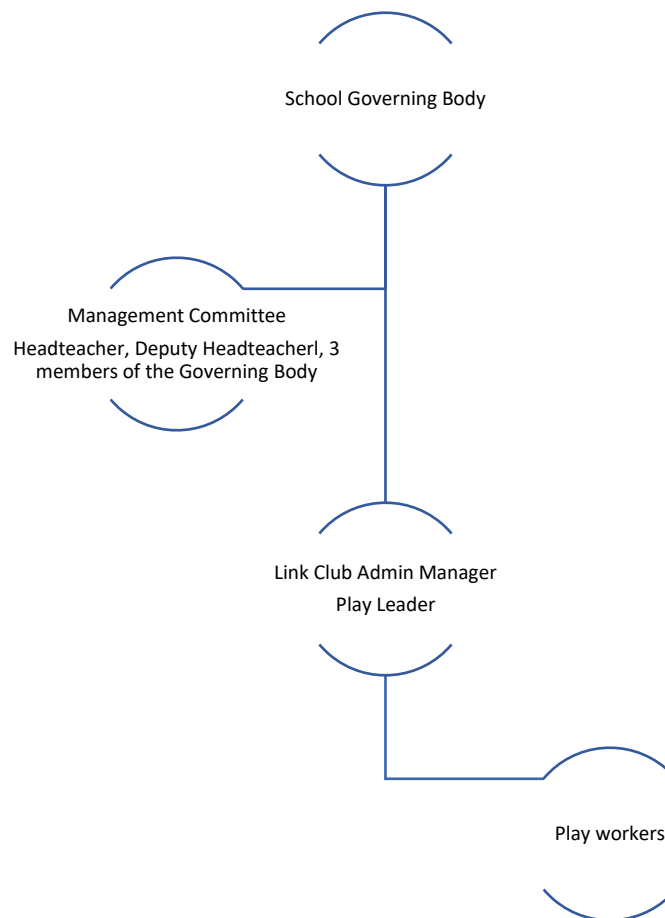 School Governing Body
Management Committee
Headteacher, Deputy Headteacherl, 3
members of the Governing Body
Link Club Admin Manager
Play Leader
Play workers